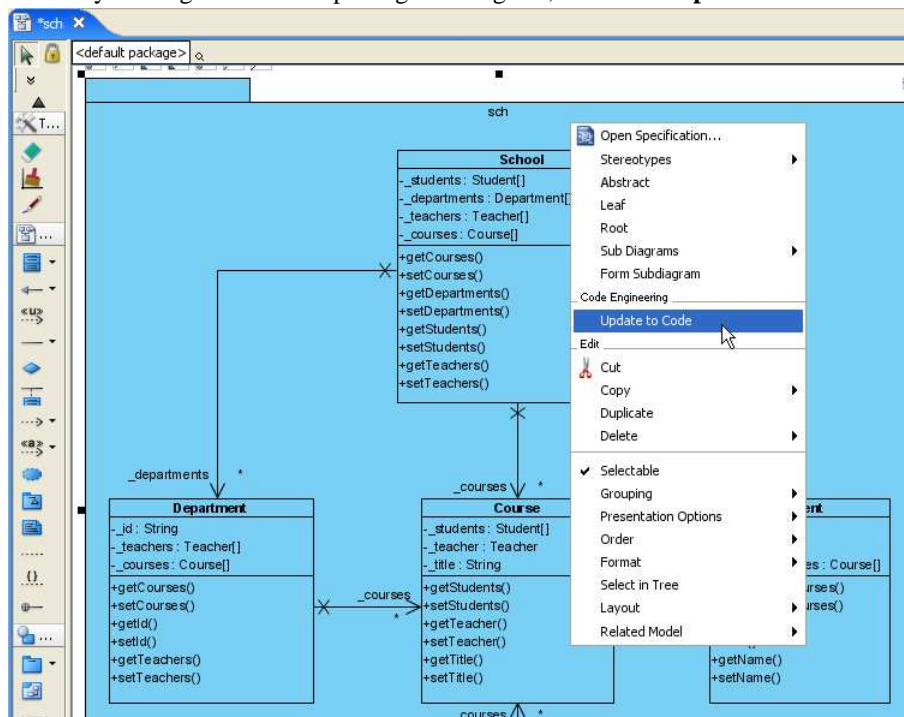 *sch
<default package>
T...
sch
School
-_students : Student[]
-_departments : Department[]
-_teachers : Teacher[]
-_courses : Course[]
+getCourses()
+setCourses()
+getDepartments()
+setDepartments()
+getStudents()
+setStudents()
+getTeachers()
+setTeachers()
Open Specification...
Stereotypes
Abstract
Leaf
Root
Sub Diagrams
Form Subdiagram
Code Engineering
Update to Code
Edit
Cut
Copy
Duplicate
Delete
Selectable
Grouping
Presentation Options
Order
Format
Select in Tree
Layout
Related Model
_departments *
_courses *
Department
-_id : String
-_teachers : Teacher[]
-_courses : Course[]
+getCourses()
+setCourses()
+getId()
+setId()
+getTeachers()
+setTeachers()
_courses
*
Course
-_students : Student[]
-_teacher : Teacher
-_title : String
+getStudents()
+setStudents()
+getTeacher()
+setTeacher()
+getTitle()
+setTitle()
ent
es : Course[]
rses()
urses()
+getName()
+setName()
_courses *